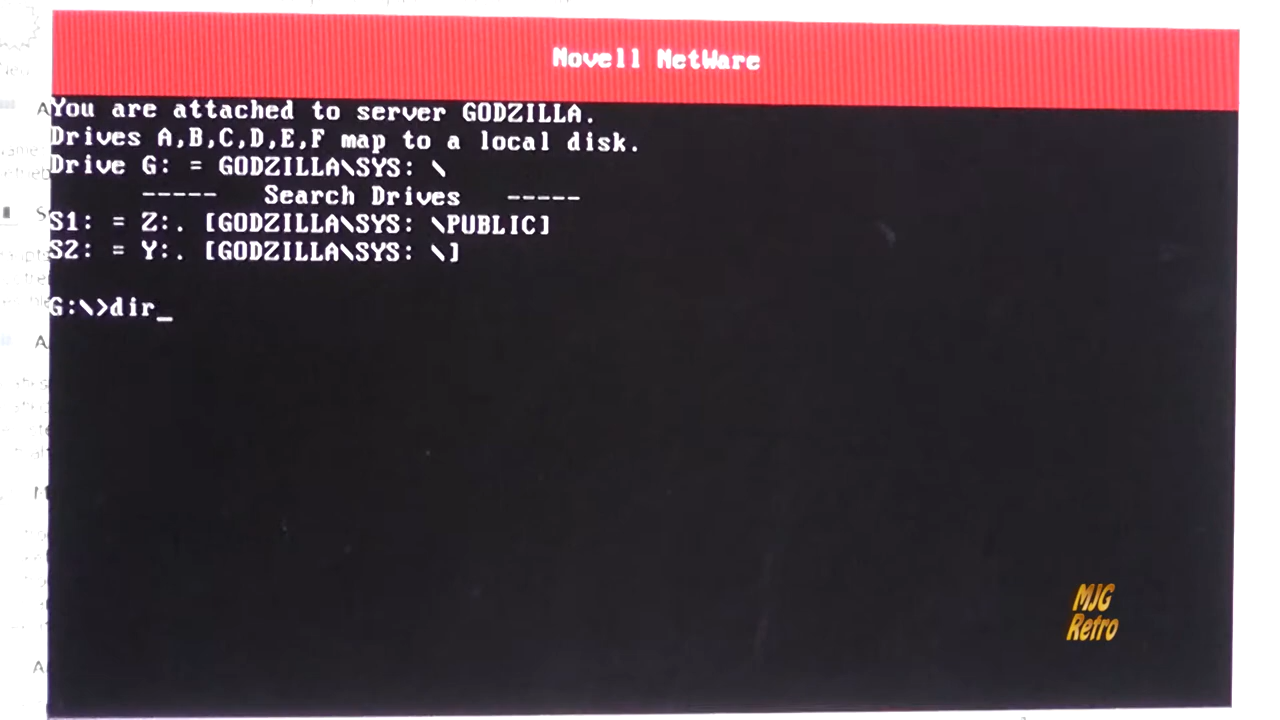 Novell NetWare
You are attached to server GODZILLA.
Drives A,B,C,D,E,F map to a local disk.
Drive G: = GODZILLA\SYS: \
----- Search Drives -----
S1: = Z:. [GODZILLA\SYS: \PUBLIC]
S2: = Y:. [GODZILLA\SYS: \]
G:\>dir_
MJG
Retro